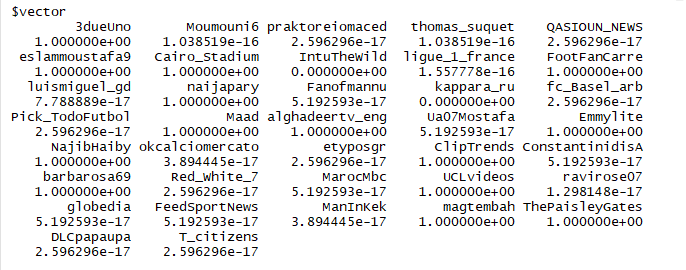 $vector
3dueUno Moumouni6 praktoreiomaced thomas_suquet QASIOUN_NEWS
1.000000e+00 1.038519e-16 2.596296e-17 1.038519e-16 2.596296e-17
eslammoustafa9 Cairo_Stadium IntuTheWild ligue_1_france FootFanCarre
1.000000e+00 1.000000e+00 0.000000e+00 1.557778e-16 1.000000e+00
luismiguel_gd naijapary Fanofmannu kappara_ru fc_Basel_arb
7.788889e-17 1.000000e+00 5.192593e-17 0.000000e+00 2.596296e-17
Pick_TodoFutbol Maad alghadeertv_eng Ua07Mostafa Emmylite
2.596296e-17 1.000000e+00 1.000000e+00 5.192593e-17 1.000000e+00
NajibHaiby okcalciomercato etyposgr ClipTrends ConstantinidisA
1.000000e+00 3.894445e-17 2.596296e-17 1.000000e+00 5.192593e-17
barbarosa69 Red_White_7 MarocMbc UCLvideos ravirose07
1.000000e+00 2.596296e-17 5.192593e-17 1.000000e+00 1.298148e-17
globedia FeedSportNews ManInKek magtembah ThePaisleyGates
5.192593e-17 5.192593e-17 3.894445e-17 1.000000e+00 1.000000e+00
DLCpapaupa T_citizens
2.596296e-17 2.596296e-17